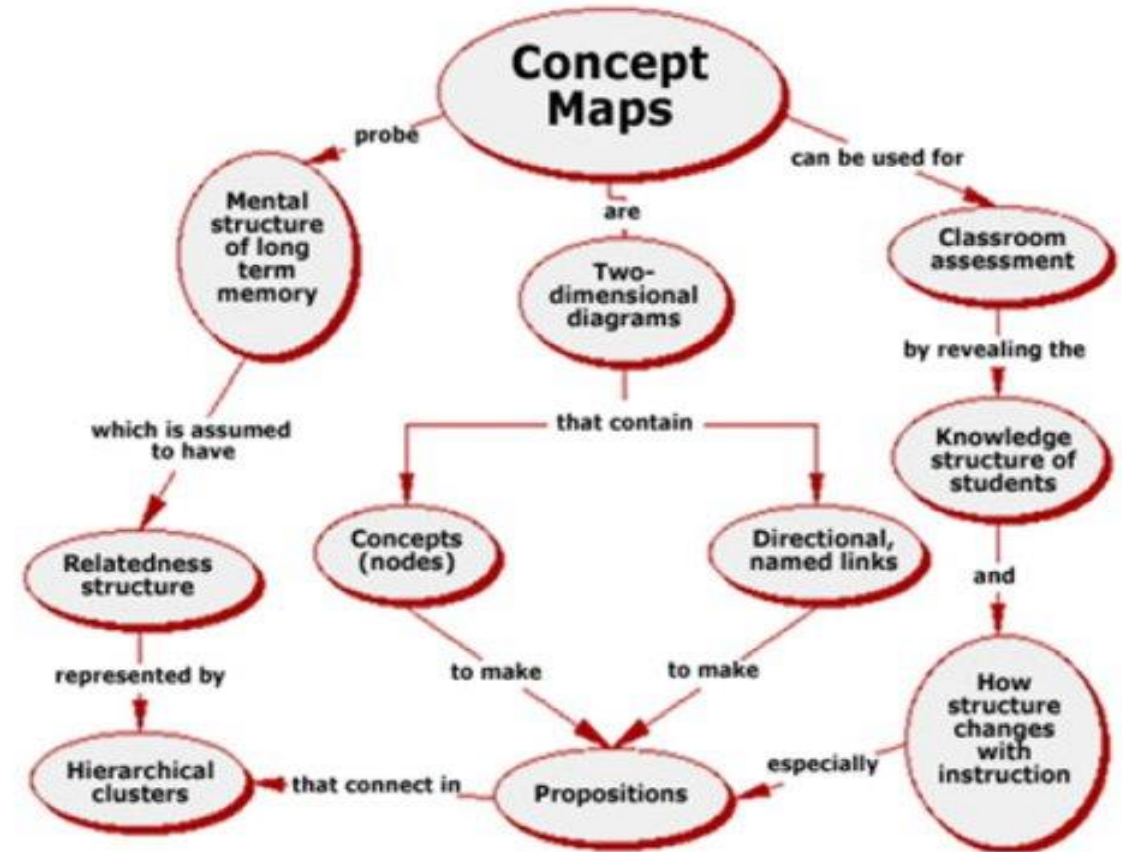 Concept
Maps
probe
can be used for
are
Mental
structure
of long
term
memory
Two-
dimensional
diagrams
Classroom
assessment
by revealing the
which is assumed
to have
that contain
Knowledge
structure of
students
Relatedness
structure
Concepts
(nodes)
Directional,
named links
and
represented by
to make
to make
How
structure
changes
with
instruction
Hierarchical
clusters
that connect in
Propositions
especially